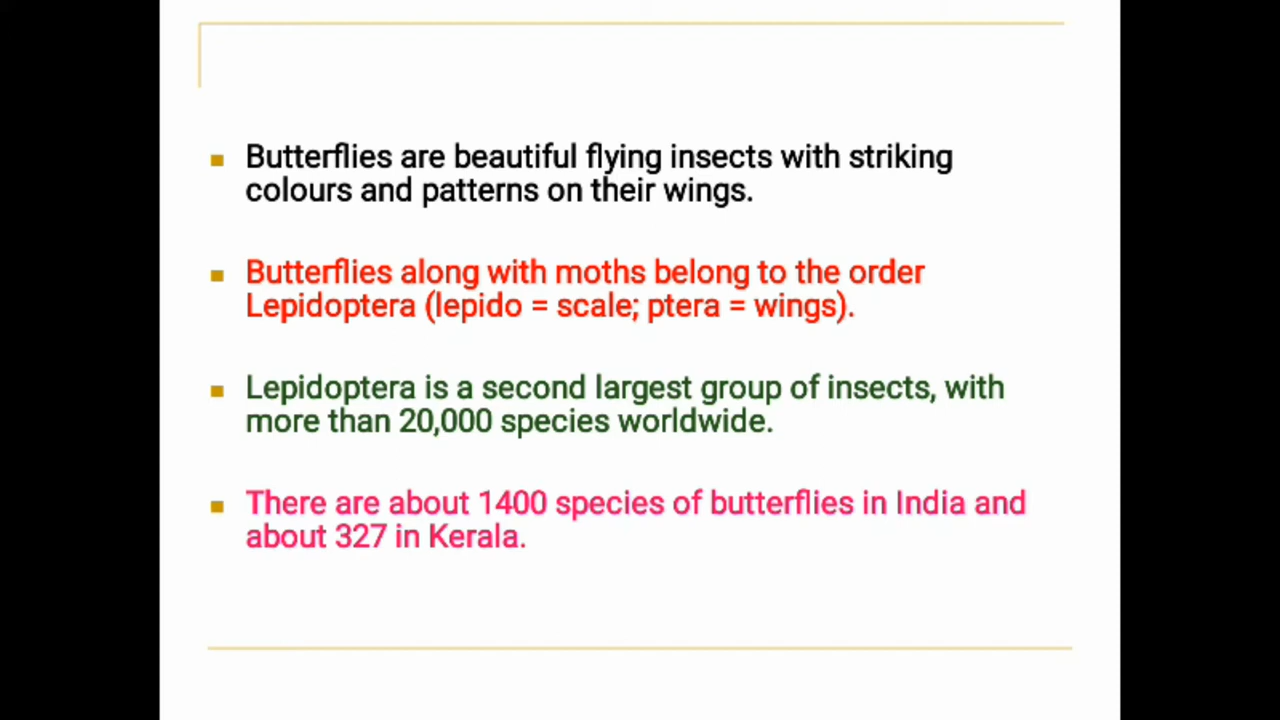 Butterflies are beautiful flying insects with striking
colours and patterns on their wings.
Butterflies along with moths belong to the order
Lepidoptera (lepido = scale; ptera = wings).
Lepidoptera is a second largest group of insects, with
more than 20,000 species worldwide.
There are about 1400 species of butterflies in India and
about 327 in Kerala.